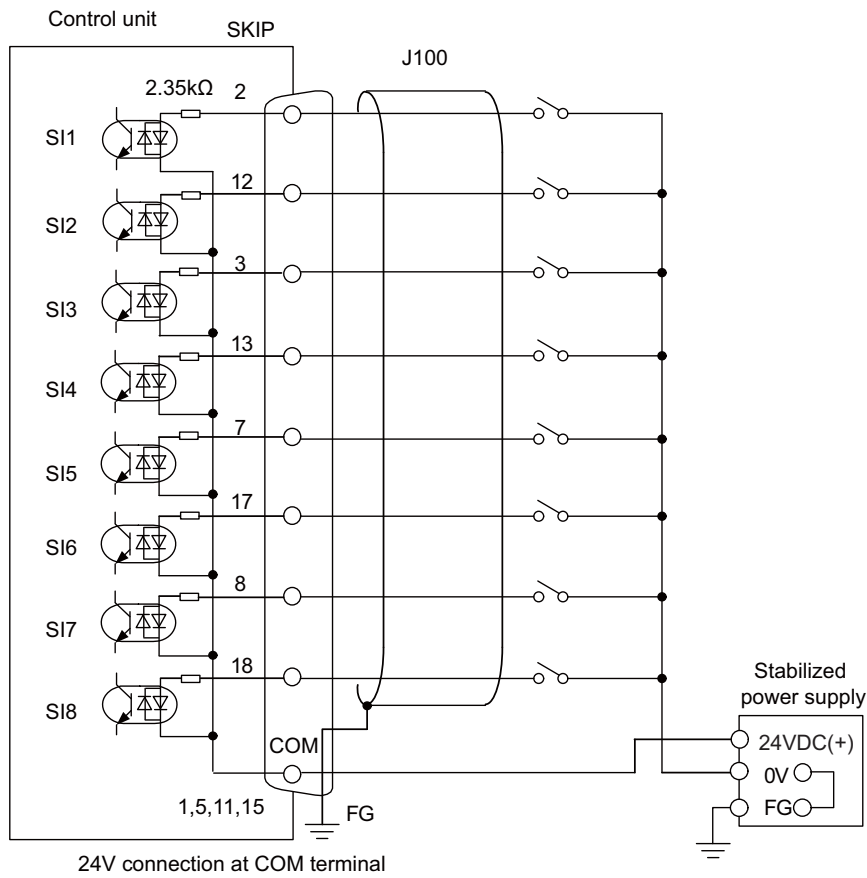 Control unit
SKIP
J100
2.35kΩ
2
SI1
12
SI2
3
SI3
13
SI4
7
SI5
17
SI6
8
SI7
18
SI8
Stabilized
power supply
COM
24VDC(+)
0V
FG
1,5,11,15
FG
24V connection at COM terminal